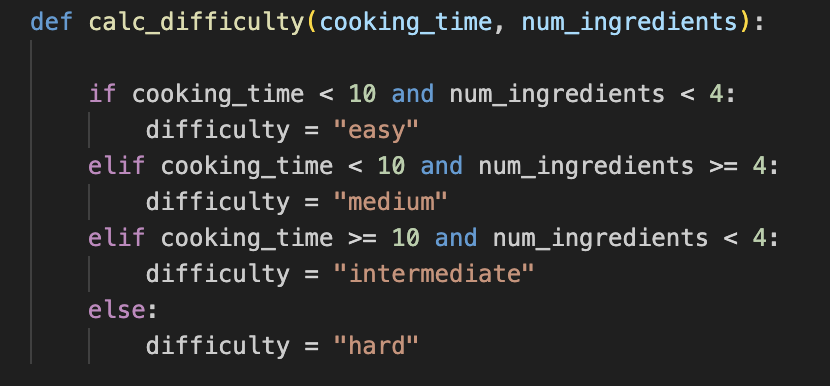 def calc_difficulty(cooking_time, num_ingredients):
if cooking_time < 10 and num_ingredients < 4:
difficulty = "easy"
elif cooking_time < 10 and num_ingredients >= 4:
difficulty = "medium"
elif cooking_time >= 10 and num_ingredients < 4:
difficulty = "intermediate"
else:
difficulty = "hard"